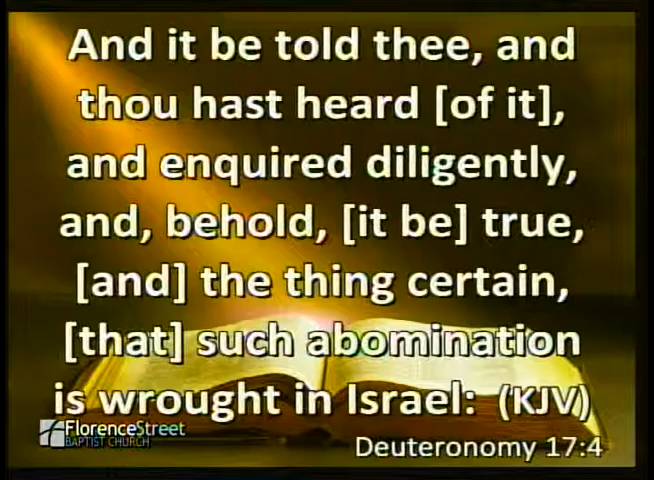 And it be told thee, and
thou hast heard [of it],
and enquired diligently,
and, behold, [it be] true,
[and] the thing certain,
[that] such abomination
is wrought in Israel: (KJV)
FlorenceStreet
BAPTIST CHURCH
Deuteronomy 17:4